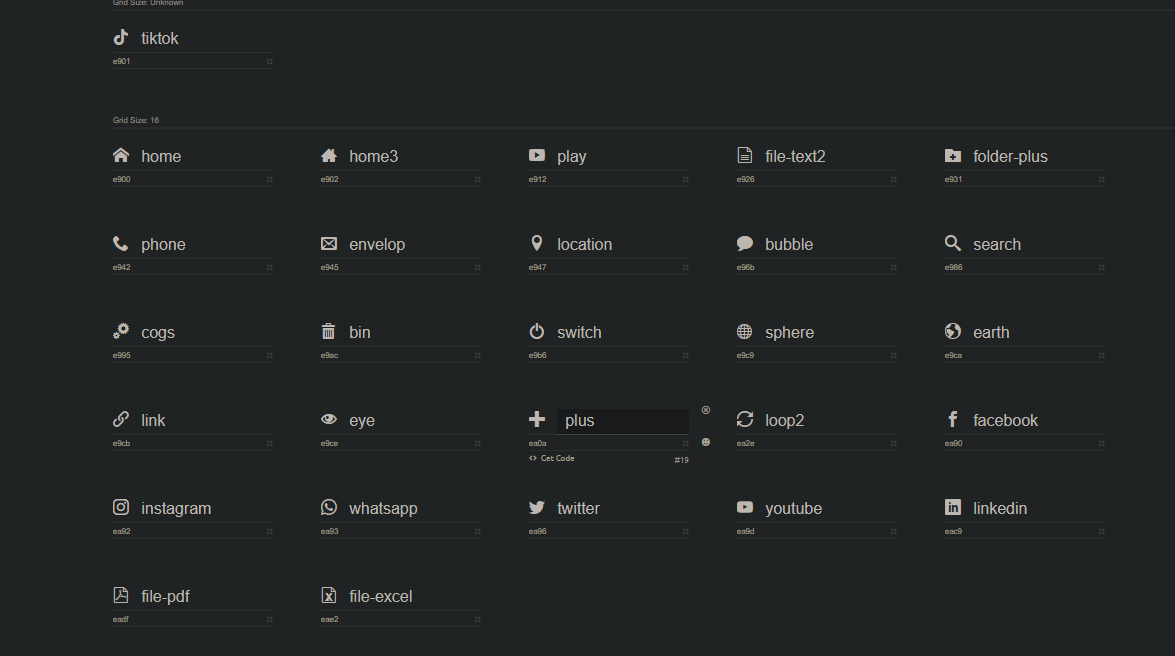 Grid Size: Unknown
tiktok
e901
Grid Size: 16
home home3 play file-text2 folder-plus
e900 e902 e912 e926 e931
phone envelop location bubble search
e942 e945 e947 e96b e986
cogs bin switch sphere earth
e995 e9ac e9b6 e9c9 e9ca
link eye plus loop2 facebook
e9cb e9ce ea0a ea2e ea90
Get Code #19
instagram whatsapp twitter youtube linkedin
ea92 ea93 ea96 ea9d eac9
file-pdf file-excel
eadf eae2